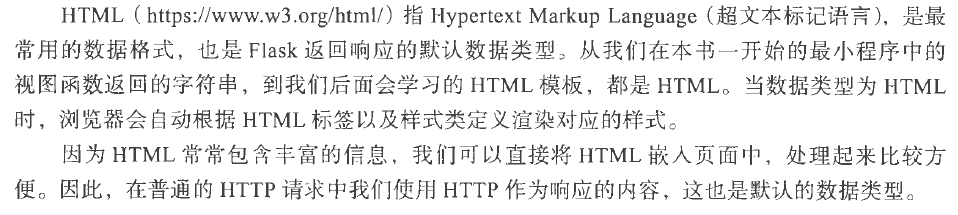 HTML（https://www.w3.org/html/）指 Hypertext Markup Language（超文本标记语言），是最
常用的数据格式，也是 Flask 返回响应的默认数据类型。从我们在本书一开始的最小程序中的
视图函数返回的字符串，到我们后面会学习的 HTML 模板，都是 HTML。当数据类型为 HTML
时，浏览器会自动根据 HTML 标签以及样式类定义渲染对应的样式。
因为 HTML 常常包含丰富的信息，我们可以直接将 HTML 嵌入页面中，处理起来比较方
便。因此，在普通的 HTTP 请求中我们使用 HTTP 作为响应的内容，这也是默认的数据类型。